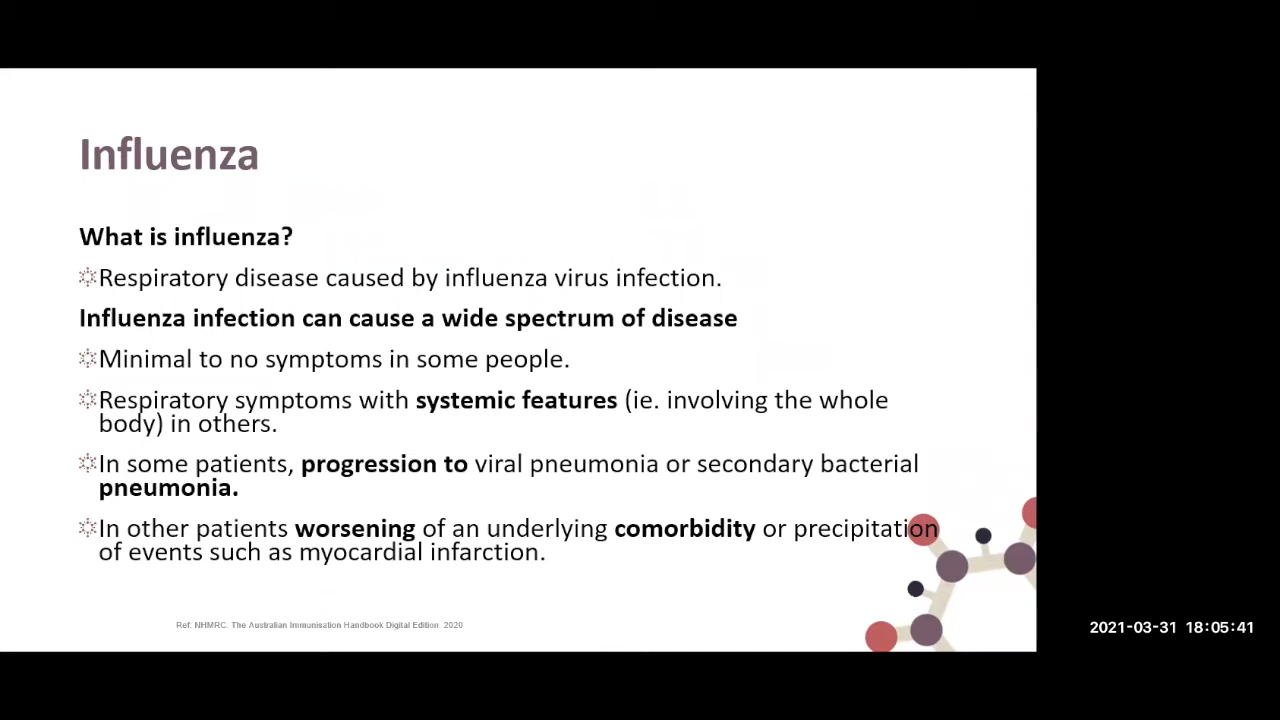 Influenza
What is influenza?
Respiratory disease caused by influenza virus infection.
Influenza infection can cause a wide spectrum of disease
Minimal to no symptoms in some people.
Respiratory symptoms with systemic features (ie. involving the whole
body) in others.
In some patients, progression to viral pneumonia or secondary bacterial
pneumonia.
In other patients worsening of an underlying comorbidity or precipitation
of events such as myocardial infarction.
Ref: NHMRC. The Australian Immunisation Handbook Digital Edition. 2020
2021-03-31 18:05:41